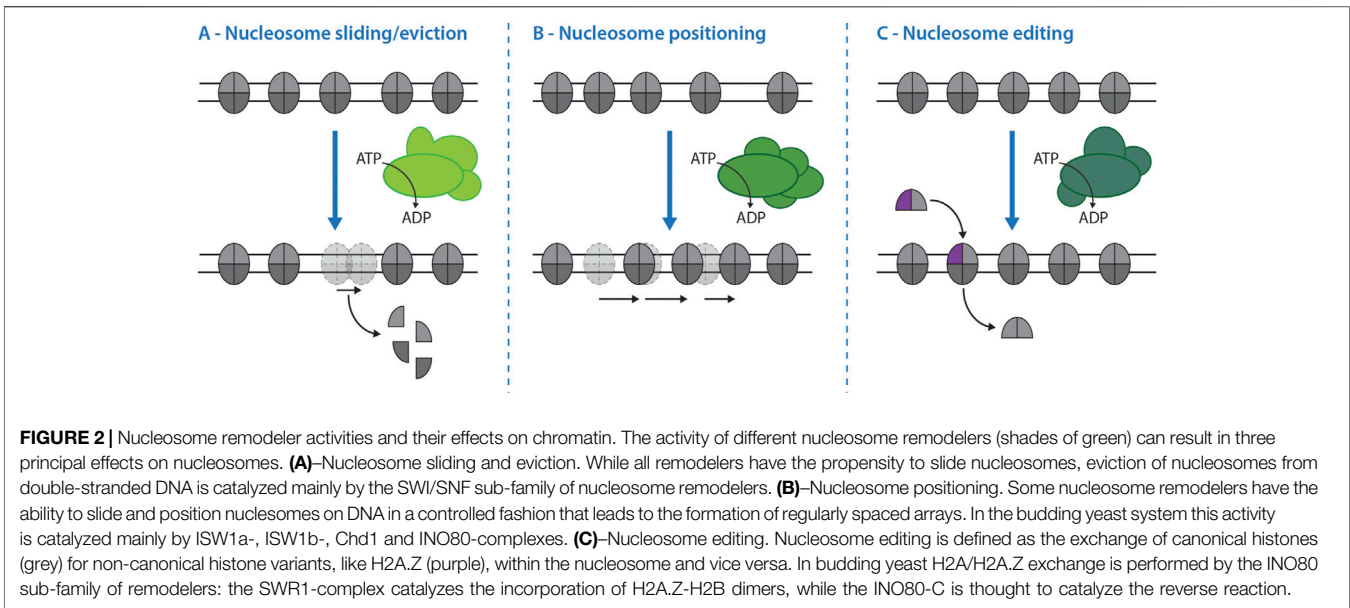 A - Nucleosome sliding/eviction
B - Nucleosome positioning
C - Nucleosome editing
ATP
ADP
ATP
ADP
ATP
ADP
FIGURE 2 | Nucleosome remodeler activities and their effects on chromatin. The activity of different nucleosome remodelers (shades of green) can result in three
principal effects on nucleosomes. (A)–Nucleosome sliding and eviction. While all remodelers have the propensity to slide nucleosomes, eviction of nucleosomes from
double-stranded DNA is catalyzed mainly by the SWI/SNF sub-family of nucleosome remodelers. (B)–Nucleosome positioning. Some nucleosome remodelers have the
ability to slide and position nuclesomes on DNA in a controlled fashion that leads to the formation of regularly spaced arrays. In the budding yeast system this activity
is catalyzed mainly by ISW1a-, ISW1b-, Chd1 and INO80-complexes. (C)–Nucleosome editing. Nucleosome editing is defined as the exchange of canonical histones
(grey) for non-canonical histone variants, like H2A.Z (purple), within the nucleosome and vice versa. In budding yeast H2A/H2A.Z exchange is performed by the INO80
sub-family of remodelers: the SWR1-complex catalyzes the incorporation of H2A.Z-H2B dimers, while the INO80-C is thought to catalyze the reverse reaction.